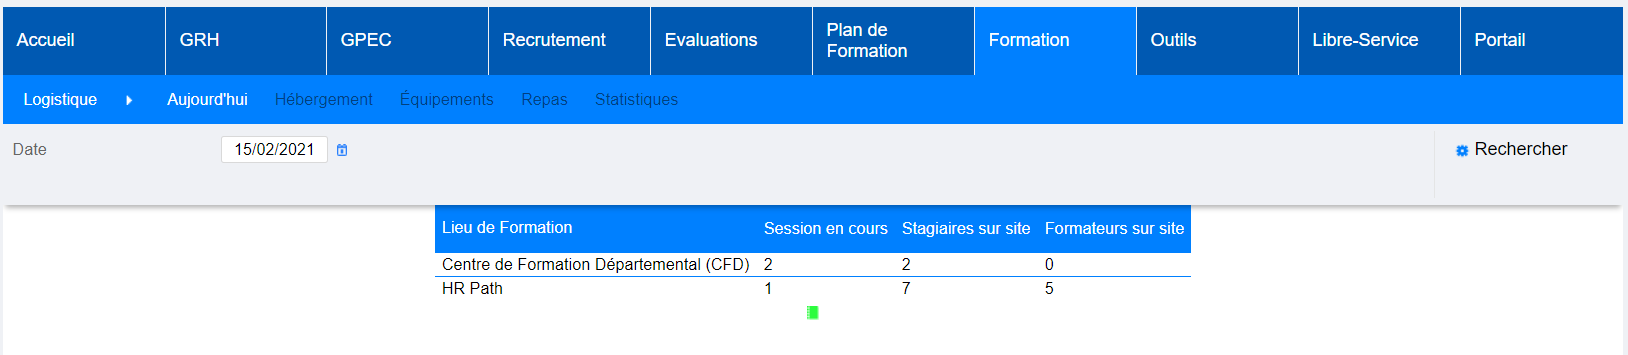 Accueil GRH GPEC Recrutement Evaluations Plan de Formation Formation Outils Libre-Service Portail
Logistique Aujourd'hui Hébergement Équipements Repas Statistiques
Date 15/02/2021 Rechercher
Lieu de Formation Session en cours Stagiaires sur site Formateurs sur site
Centre de Formation Départemental (CFD) 2 2 0
HR Path 1 7 5